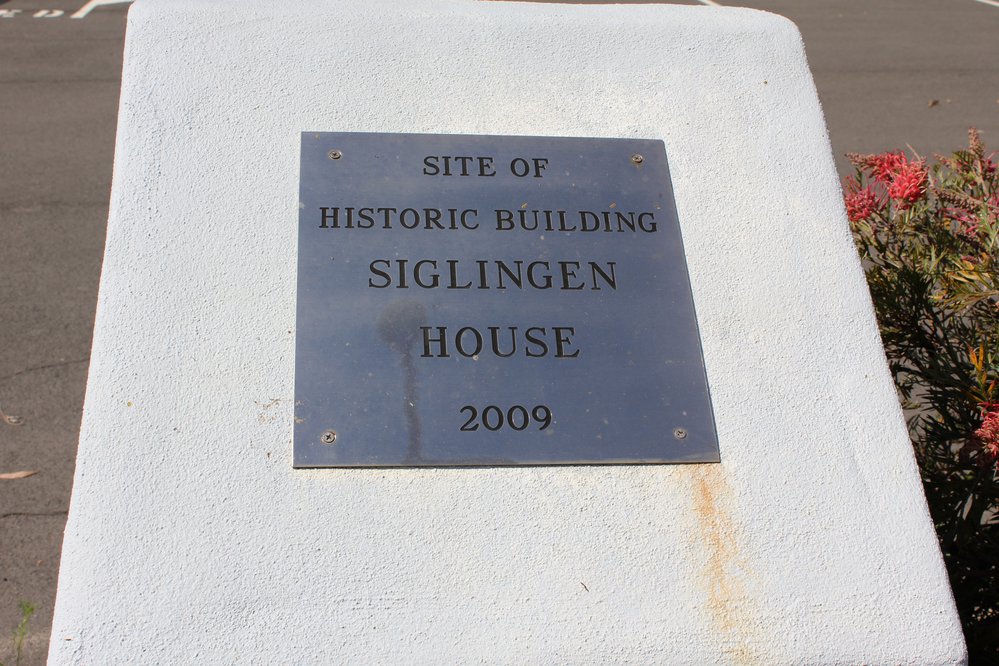 SITE OF
HISTORIC BUILDING
SIGLINGEN
HOUSE
2009